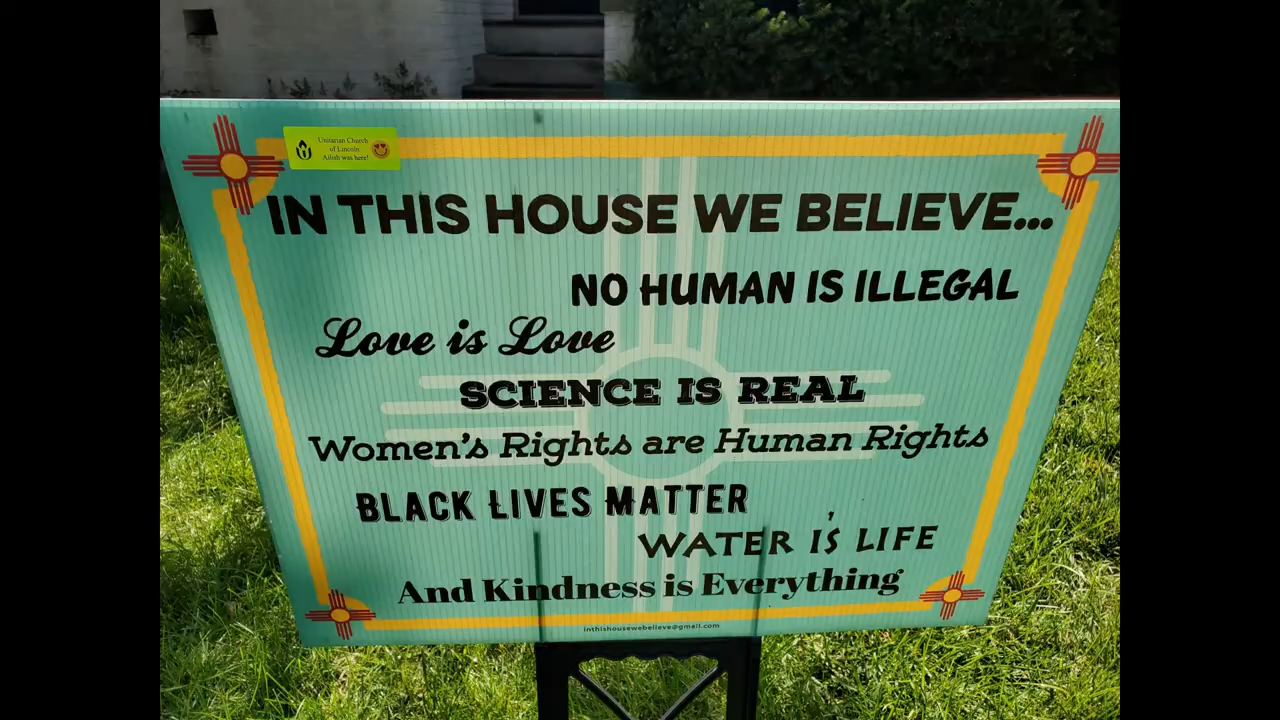 Unitarian Church
of Lincoln
Ailish was here!
IN THIS HOUSE WE BELIEVE...
NO HUMAN IS ILLEGAL
Love is Love
SCIENCE IS REAL
Women's Rights are Human Rights
BLACK LIVES MATTER
WATER IS LIFE
And Kindness is Everything
inthishousewebelieve@gmail.com